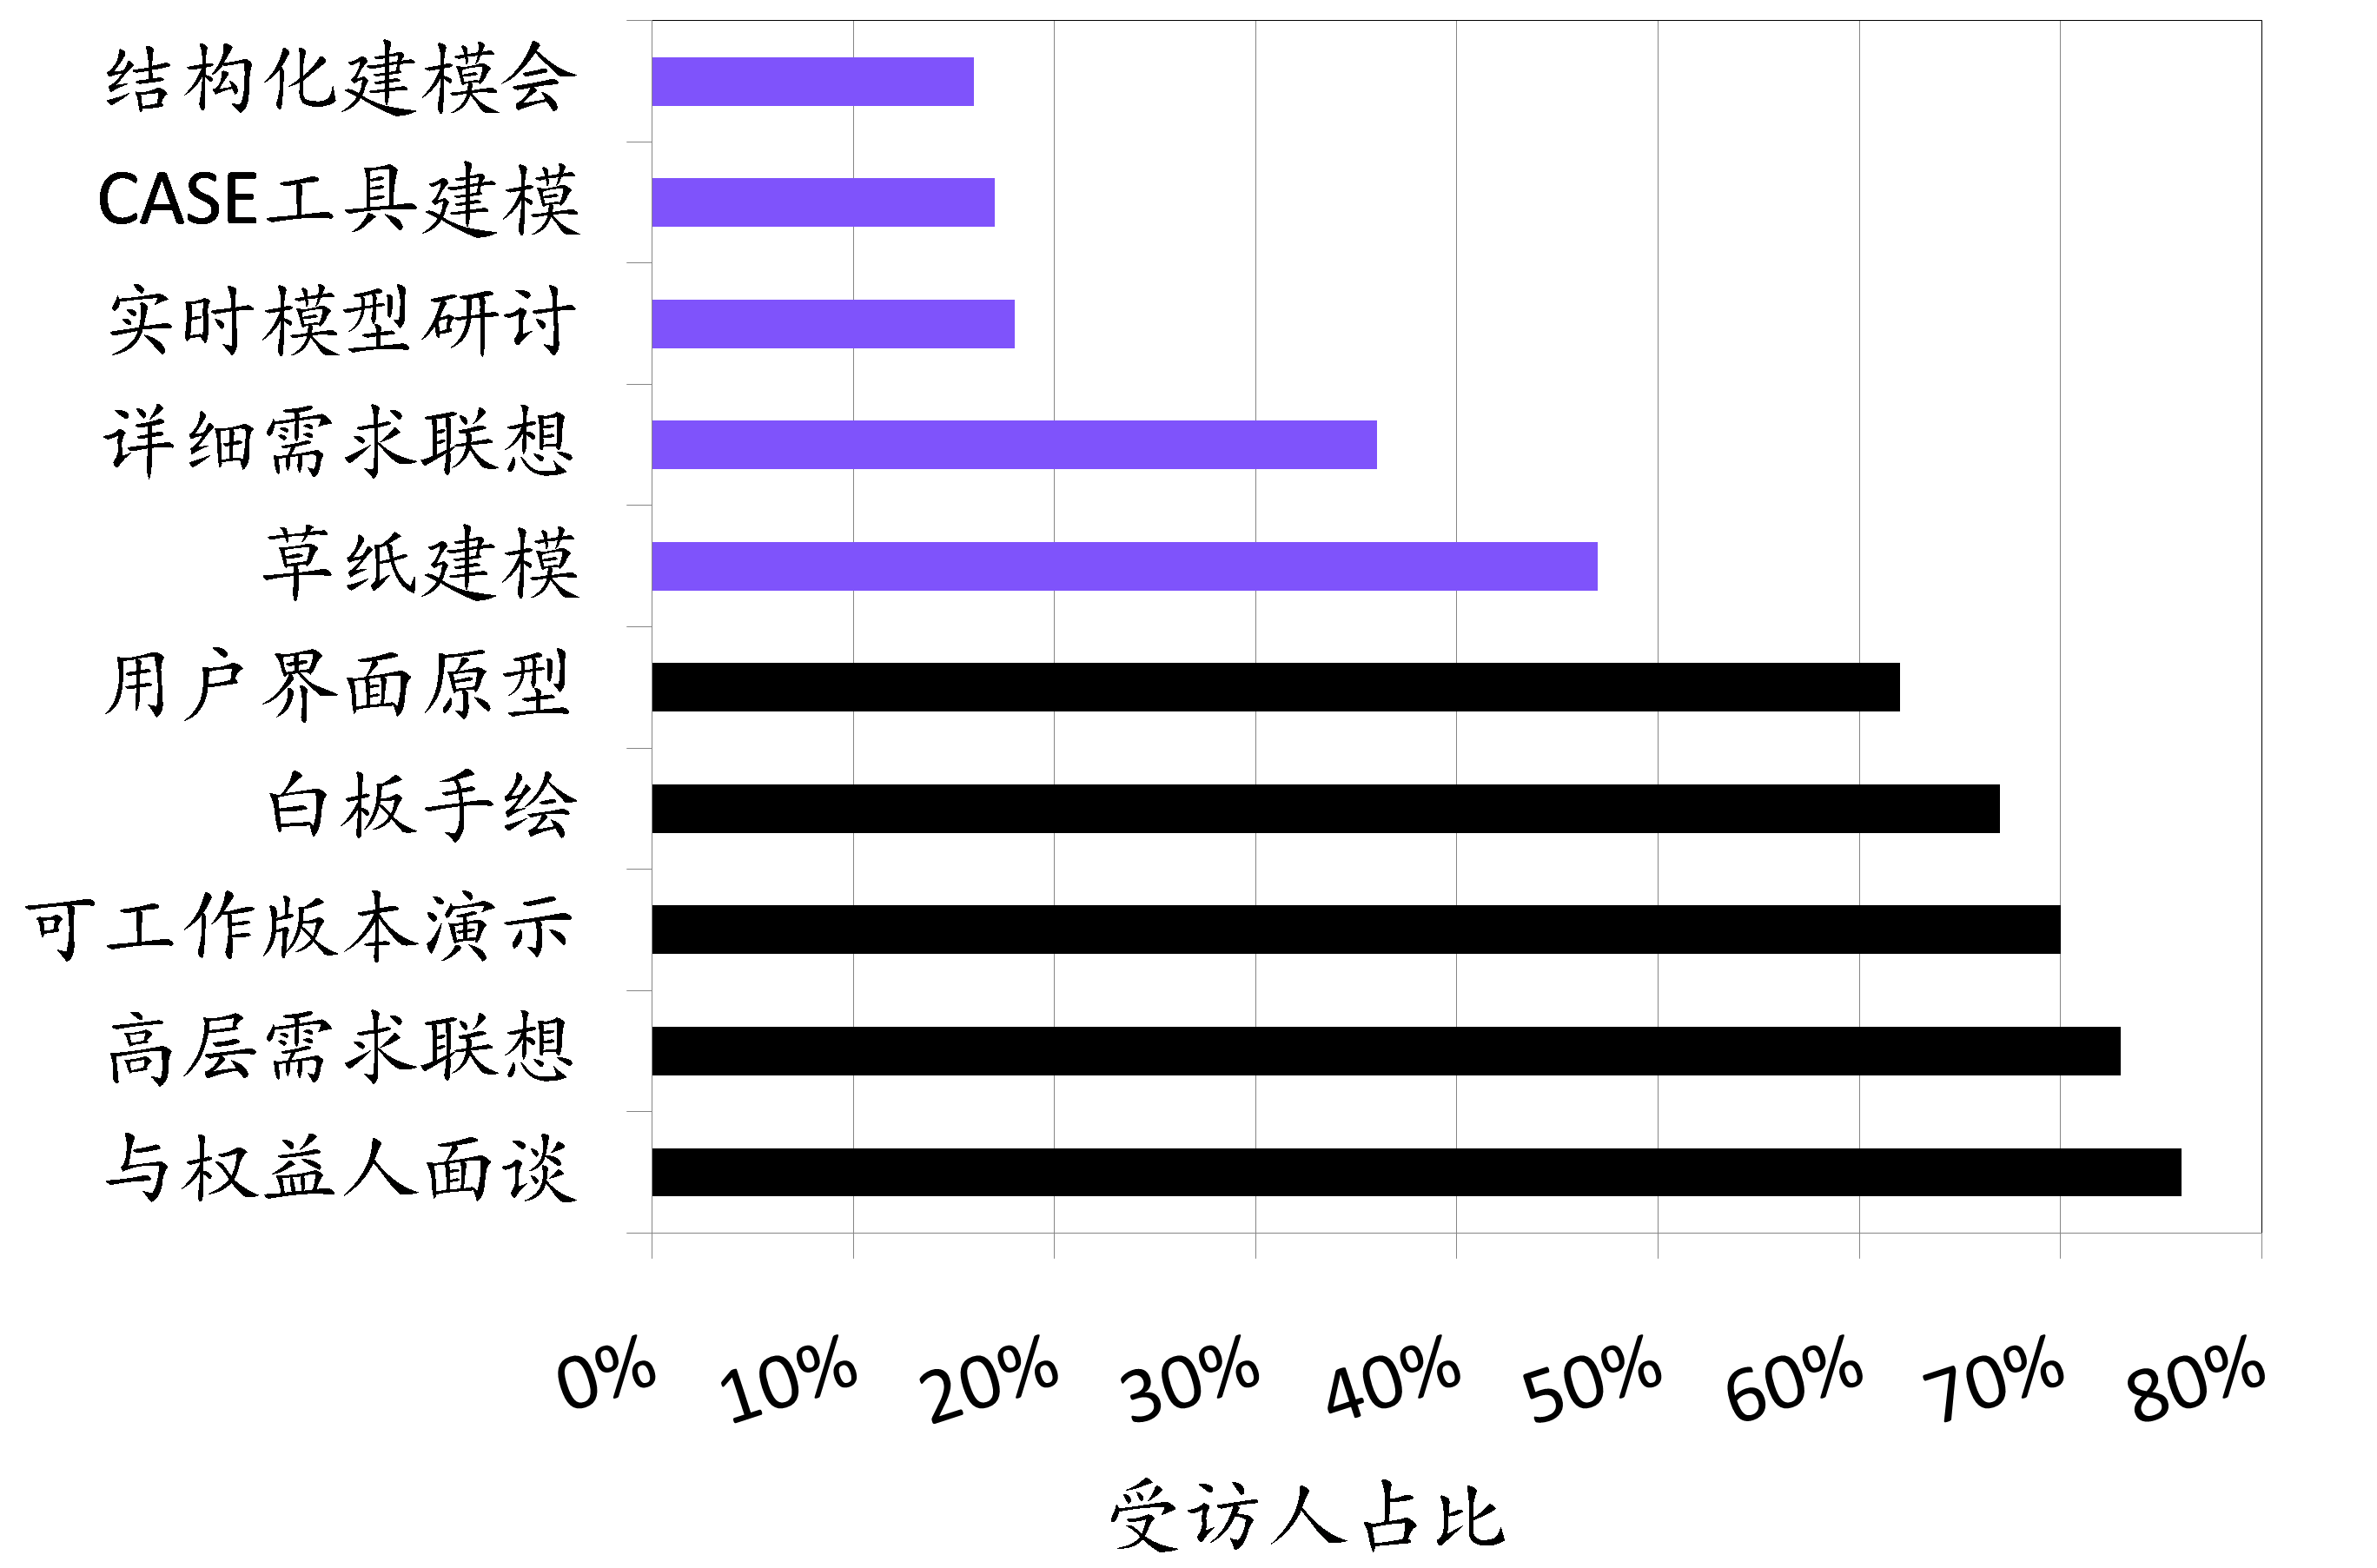 结构化建模会
CASE工具建模
实时模型研讨
详细需求联想
草纸建模
用户界面原型
白板手绘
可工作版本演示
高层需求联想
与权益人面谈
0% 10% 20% 30% 40% 50% 60% 70% 80%
受访人占比